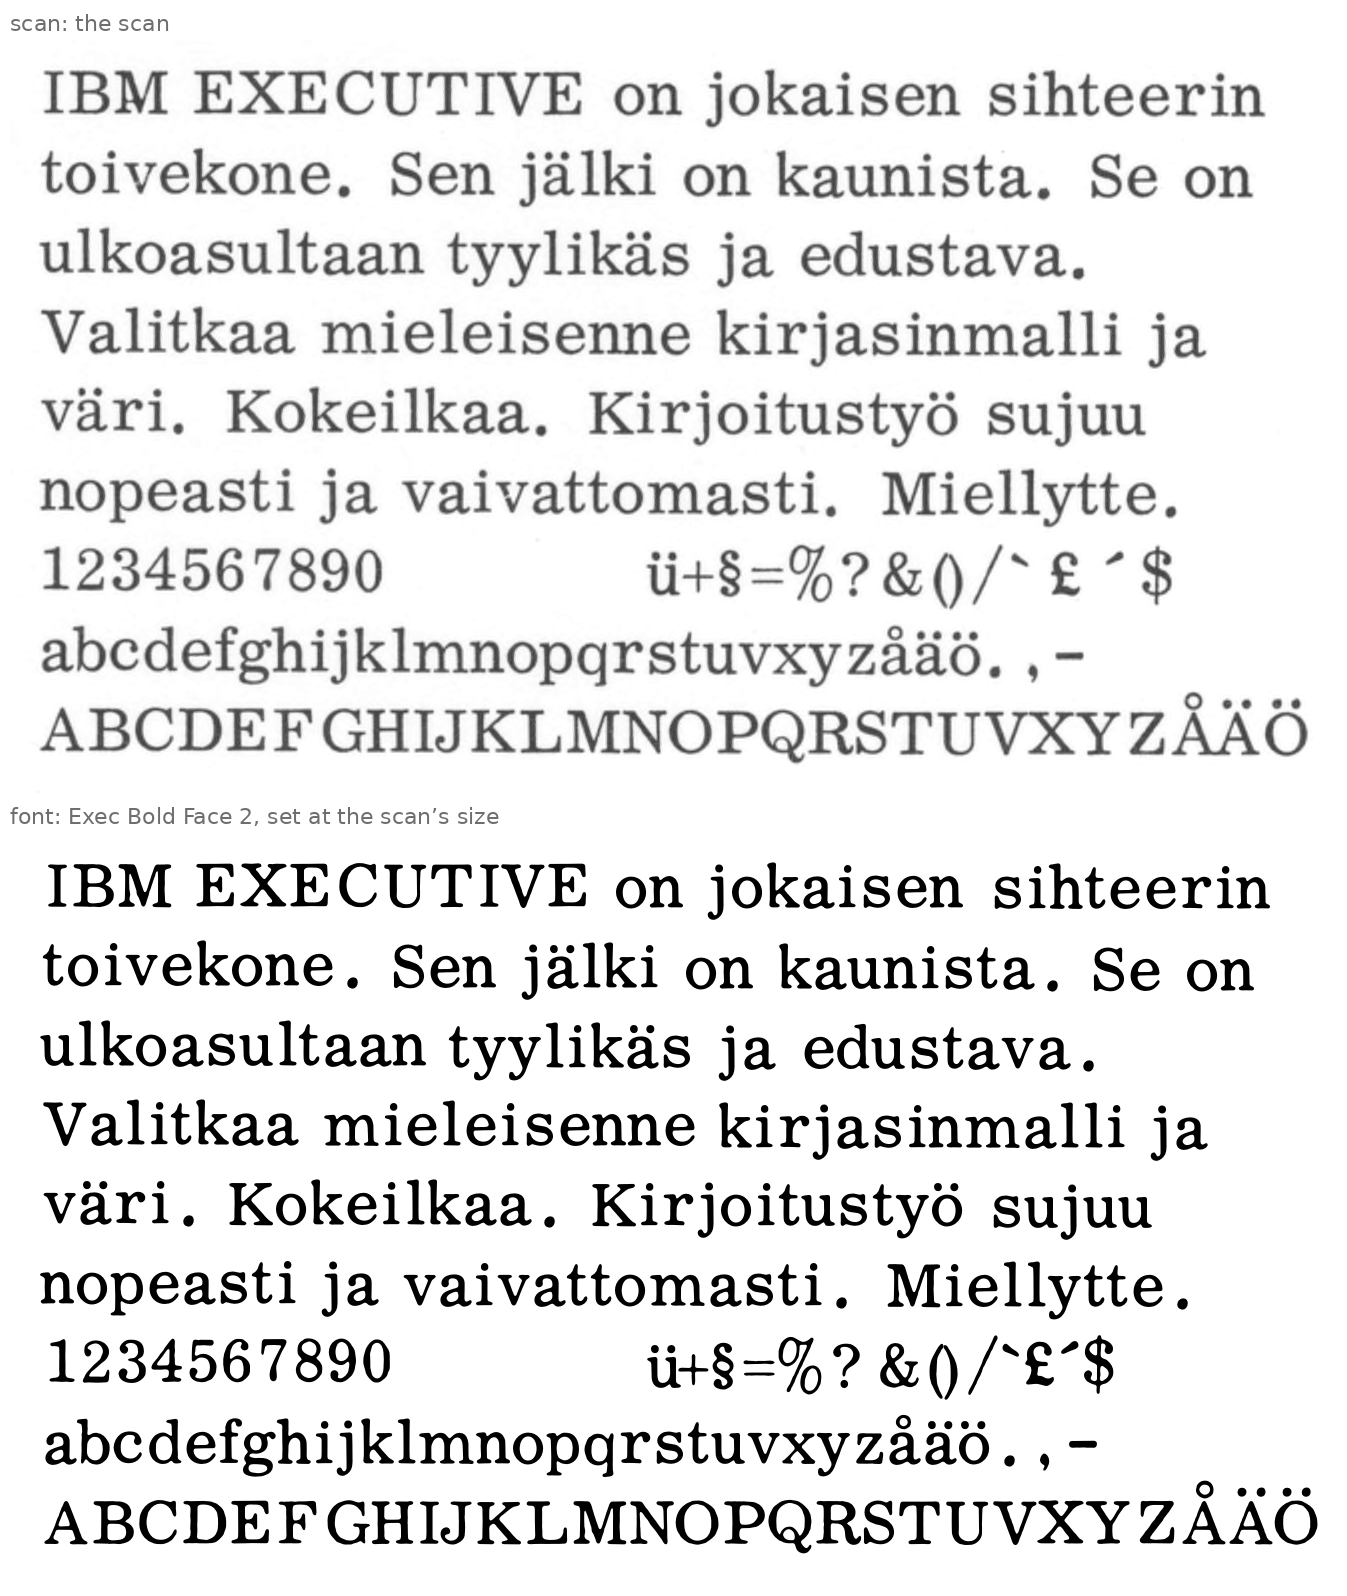 scan: the scan
IBM EXECUTIVE on jokaisen sihteerin
toivekone. Sen jälki on kaunista. Se on
ulkoasultaan tyylikäs ja edustava.
Valitkaa mieleisenne kirjasinmalli ja
väri. Kokeilkaa. Kirjoitustyö sujuu
nopeasti ja vaivattomasti. Miellytte.
1234567890 ü+§=%?&()/` £ ´$
abcdefghijklmnopqrstuvxyzåäö. ,-
ABCDEFGHIJKLMNOPQRSTUVXYZÅÄÖ
font: Exec Bold Face 2, set at the scan’s size
IBM EXECUTIVE on jokaisen sihteerin
toivekone. Sen jälki on kaunista. Se on
ulkoasultaan tyylikäs ja edustava.
Valitkaa mieleisenne kirjasinmalli ja
väri. Kokeilkaa. Kirjoitustyö sujuu
nopeasti ja vaivattomasti. Miellytte.
1234567890 ü+§=%? &()/`£´$
abcdefghijklmnopqrstuvxyzåäö. ,-
ABCDEFGHIJKLMNOPQRSTUVXYZÅÄÖ